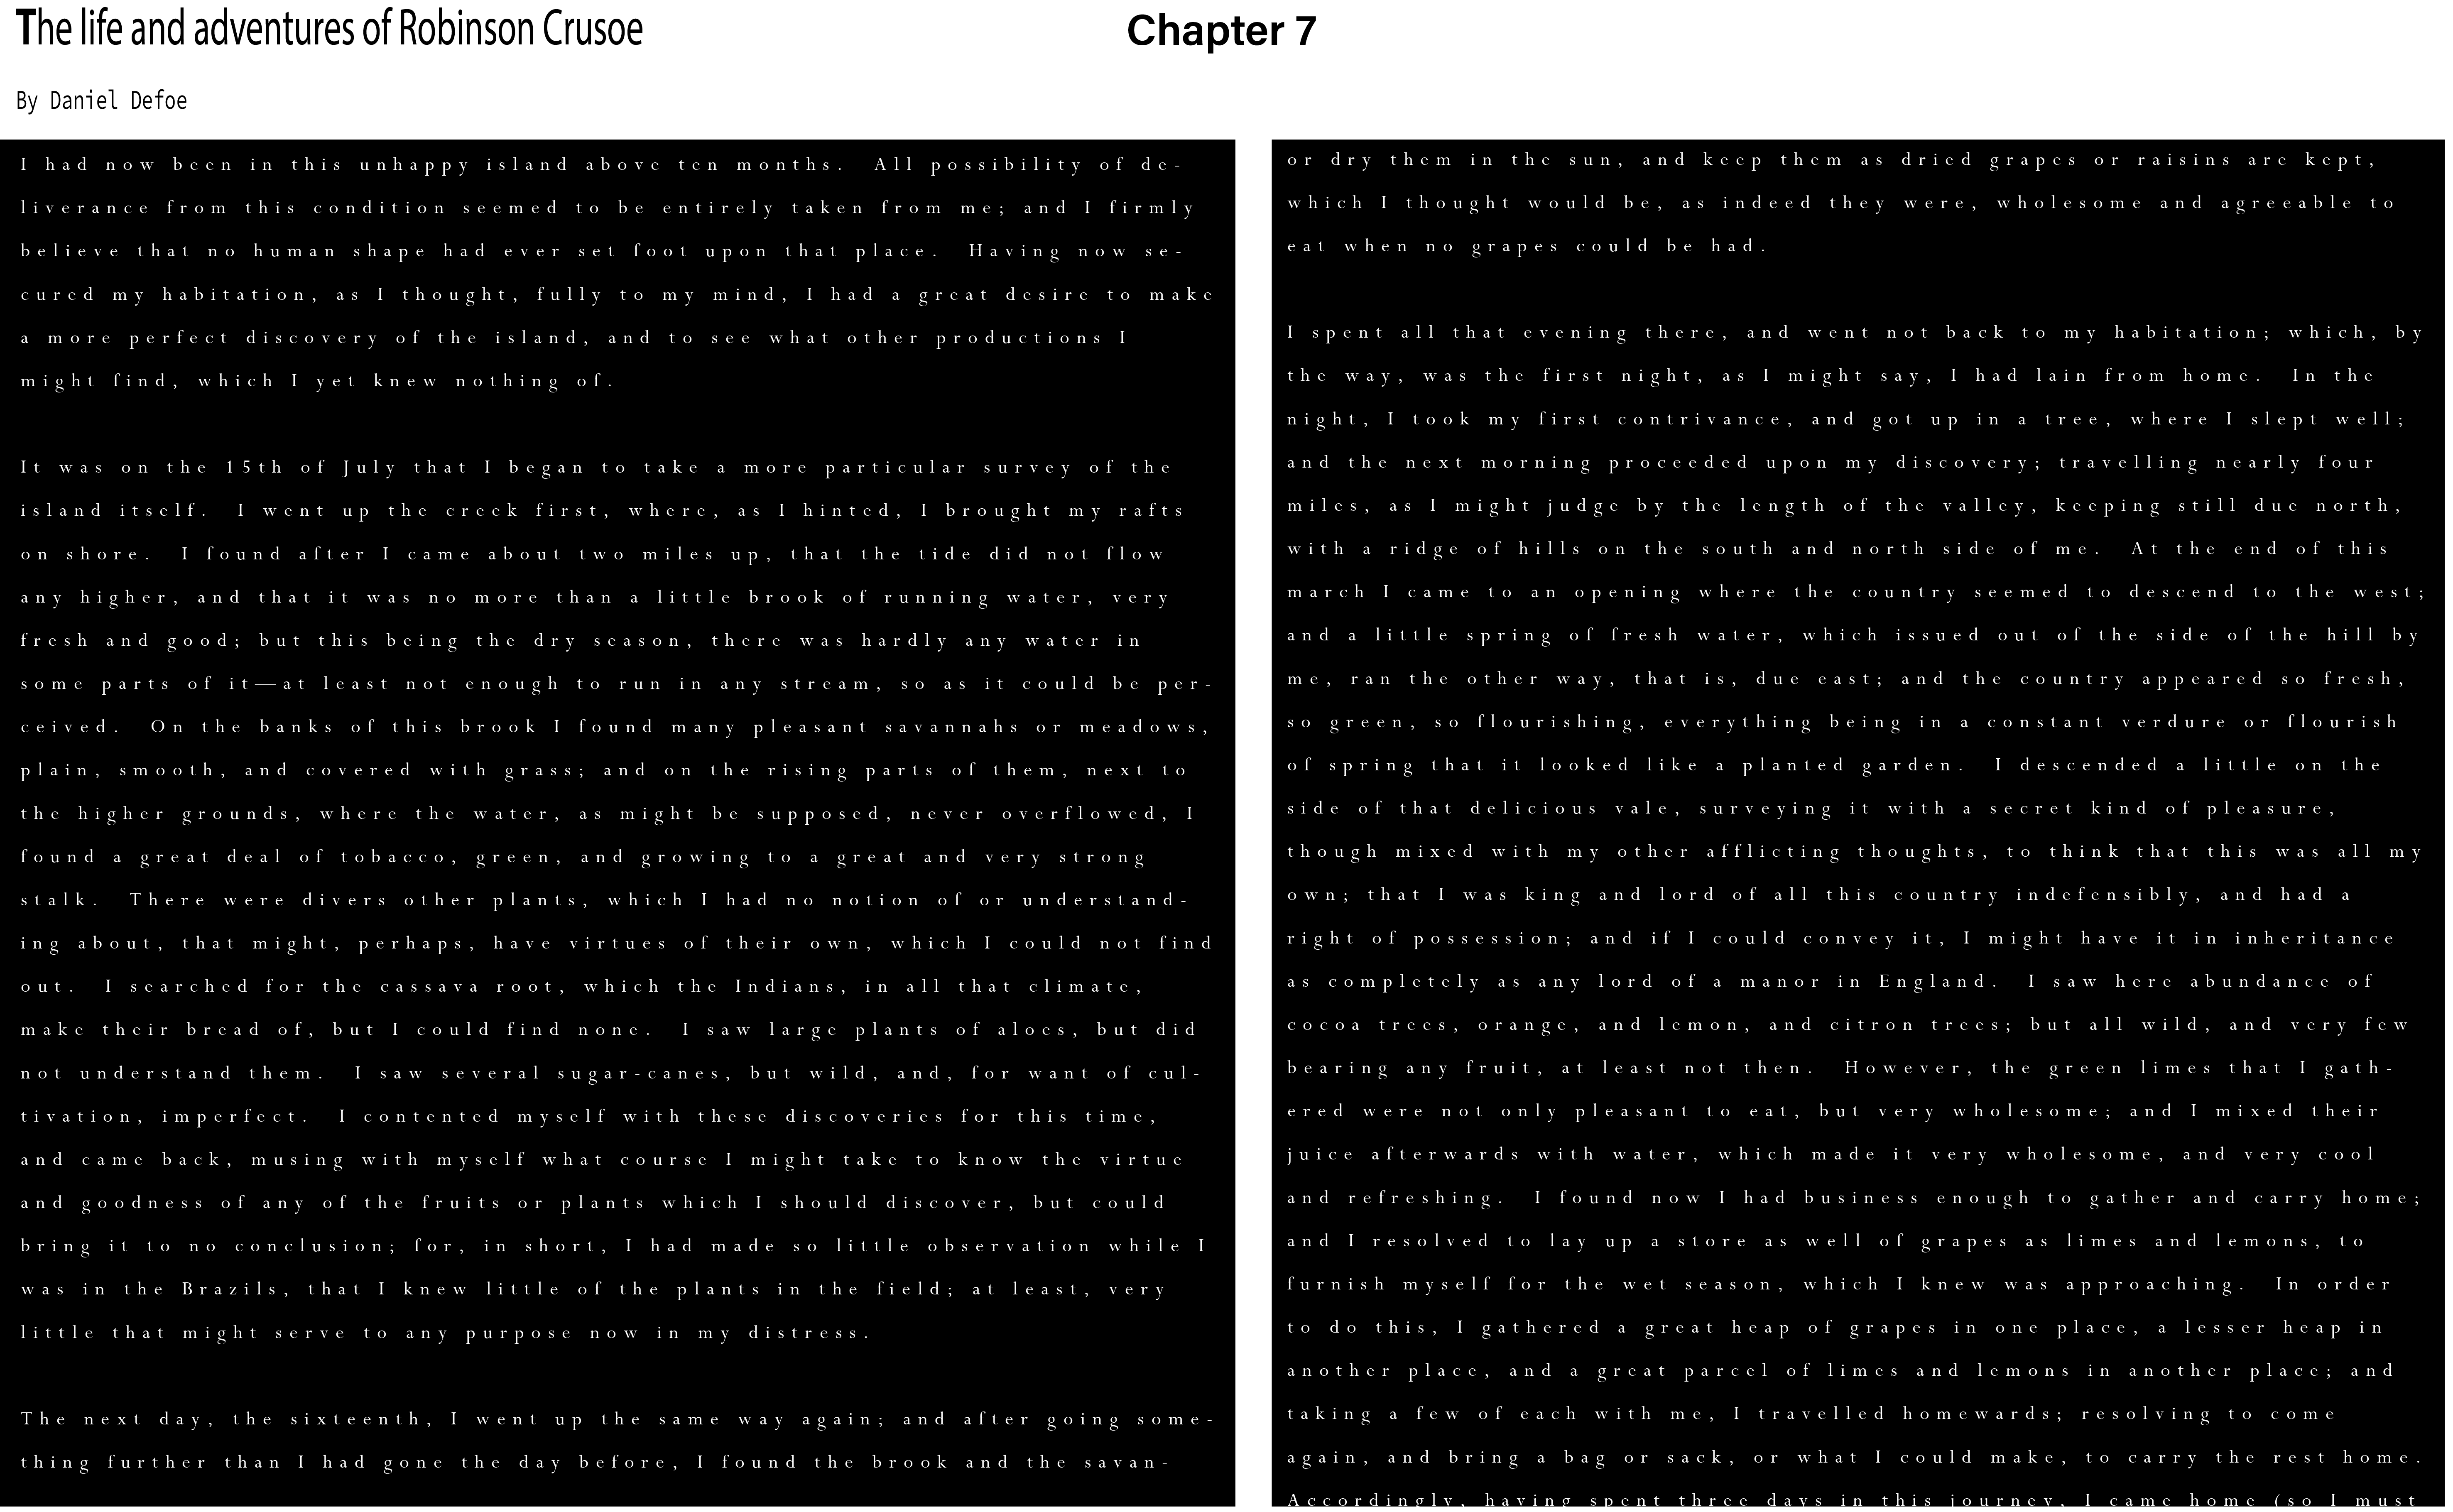 The life and adventures of Robinson Crusoe
Chapter 7
By Daniel Defoe
I had now been in this unhappy island above ten months.  All possibility of de-
liverance from this condition seemed to be entirely taken from me; and I firmly
believe that no human shape had ever set foot upon that place.  Having now se-
cured my habitation, as I thought, fully to my mind, I had a great desire to make
a more perfect discovery of the island, and to see what other productions I
might find, which I yet knew nothing of.
It was on the 15th of July that I began to take a more particular survey of the
island itself.  I went up the creek first, where, as I hinted, I brought my rafts
on shore.  I found after I came about two miles up, that the tide did not flow
any higher, and that it was no more than a little brook of running water, very
fresh and good; but this being the dry season, there was hardly any water in
some parts of it—at least not enough to run in any stream, so as it could be per-
ceived.  On the banks of this brook I found many pleasant savannahs or meadows,
plain, smooth, and covered with grass; and on the rising parts of them, next to
the higher grounds, where the water, as might be supposed, never overflowed, I
found a great deal of tobacco, green, and growing to a great and very strong
stalk.  There were divers other plants, which I had no notion of or understand-
ing about, that might, perhaps, have virtues of their own, which I could not find
out.  I searched for the cassava root, which the Indians, in all that climate,
make their bread of, but I could find none.  I saw large plants of aloes, but did
not understand them.  I saw several sugar-canes, but wild, and, for want of cul-
tivation, imperfect.  I contented myself with these discoveries for this time,
and came back, musing with myself what course I might take to know the virtue
and goodness of any of the fruits or plants which I should discover, but could
bring it to no conclusion; for, in short, I had made so little observation while I
was in the Brazils, that I knew little of the plants in the field; at least, very
little that might serve to any purpose now in my distress.
The next day, the sixteenth, I went up the same way again; and after going some-
thing further than I had gone the day before, I found the brook and the savan-
or dry them in the sun, and keep them as dried grapes or raisins are kept,
which I thought would be, as indeed they were, wholesome and agreeable to
eat when no grapes could be had.
I spent all that evening there, and went not back to my habitation; which, by
the way, was the first night, as I might say, I had lain from home.  In the
night, I took my first contrivance, and got up in a tree, where I slept well;
and the next morning proceeded upon my discovery; travelling nearly four
miles, as I might judge by the length of the valley, keeping still due north,
with a ridge of hills on the south and north side of me.  At the end of this
march I came to an opening where the country seemed to descend to the west;
and a little spring of fresh water, which issued out of the side of the hill by
me, ran the other way, that is, due east; and the country appeared so fresh,
so green, so flourishing, everything being in a constant verdure or flourish
of spring that it looked like a planted garden.  I descended a little on the
side of that delicious vale, surveying it with a secret kind of pleasure,
though mixed with my other afflicting thoughts, to think that this was all my
own; that I was king and lord of all this country indefensibly, and had a
right of possession; and if I could convey it, I might have it in inheritance
as completely as any lord of a manor in England.  I saw here abundance of
cocoa trees, orange, and lemon, and citron trees; but all wild, and very few
bearing any fruit, at least not then.  However, the green limes that I gath-
ered were not only pleasant to eat, but very wholesome; and I mixed their
juice afterwards with water, which made it very wholesome, and very cool
and refreshing.  I found now I had business enough to gather and carry home;
and I resolved to lay up a store as well of grapes as limes and lemons, to
furnish myself for the wet season, which I knew was approaching.  In order
to do this, I gathered a great heap of grapes in one place, a lesser heap in
another place, and a great parcel of limes and lemons in another place; and
taking a few of each with me, I travelled homewards; resolving to come
again, and bring a bag or sack, or what I could make, to carry the rest home.
Accordingly, having spent three days in this journey, I came home (so I must